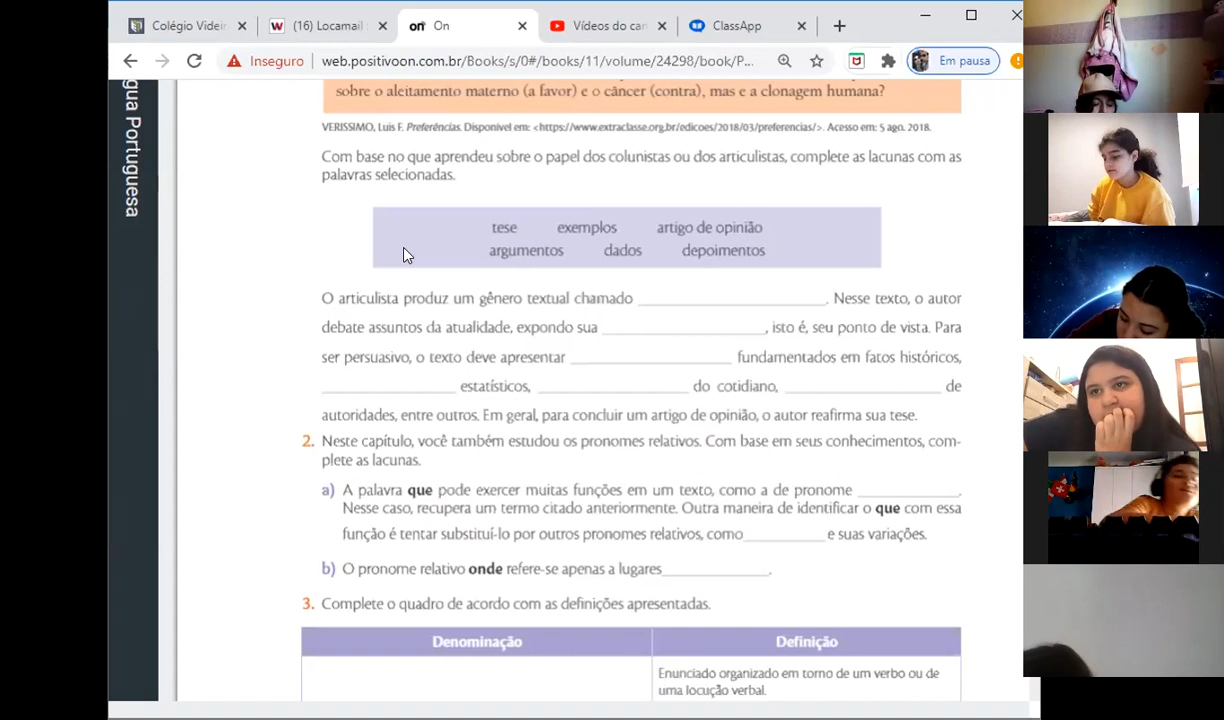 Colégio Videir
(16) Locamail
On
Vídeos do can
ClassApp
Inseguro
web.positivoon.com.br/Books/s/0#/books/11/volume/24298/book/P...
Em pausa
gua Portuguesa
sobre o aleitamento materno (a favor) e o câncer (contra), mas e a clonagem humana?
VERISSIMO, Luis F. Preferências. Disponível em: <https://www.extraclasse.org.br/edicoes/2018/03/preferencias/>. Acesso em: 5 ago. 2018.
Com base no que aprendeu sobre o papel dos colunistas ou dos articulistas, complete as lacunas com as
palavras selecionadas.
tese exemplos artigo de opinião
argumentos dados depoimentos
O articulista produz um gênero textual chamado ____. Nesse texto, o autor
debate assuntos da atualidade, expondo sua ____, isto é, seu ponto de vista. Para
ser persuasivo, o texto deve apresentar ____ fundamentados em fatos históricos,
____ estatísticos, ____ do cotidiano, ____ de
autoridades, entre outros. Em geral, para concluir um artigo de opinião, o autor reafirma sua tese.
2. Neste capítulo, você também estudou os pronomes relativos. Com base em seus conhecimentos, com-
plete as lacunas.
a) A palavra que pode exercer muitas funções em um texto, como a de pronome ____.
Nesse caso, recupera um termo citado anteriormente. Outra maneira de identificar o que com essa
função é tentar substituí-lo por outros pronomes relativos, como ____ e suas variações.
b) O pronome relativo onde refere-se apenas a lugares ____.
3. Complete o quadro de acordo com as definições apresentadas.
Denominação Definição
Enunciado organizado em torno de um verbo ou de
uma locução verbal.